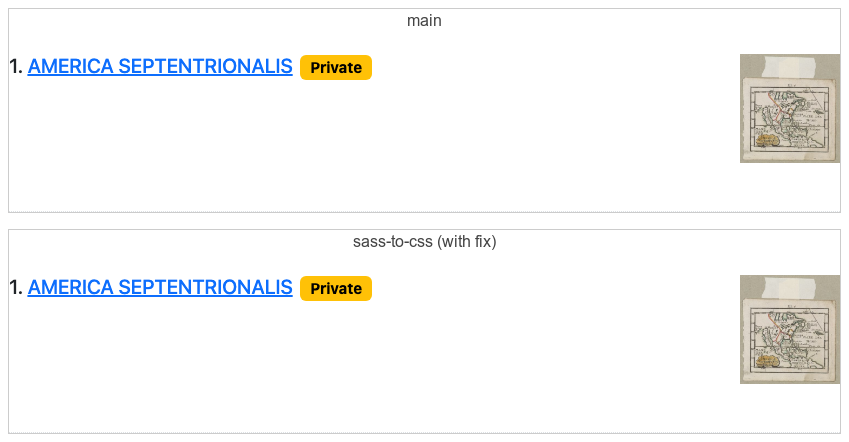 main
1. AMERICA SEPTENTRIONALIS Private
sass-to-css (with fix)
1. AMERICA SEPTENTRIONALIS Private